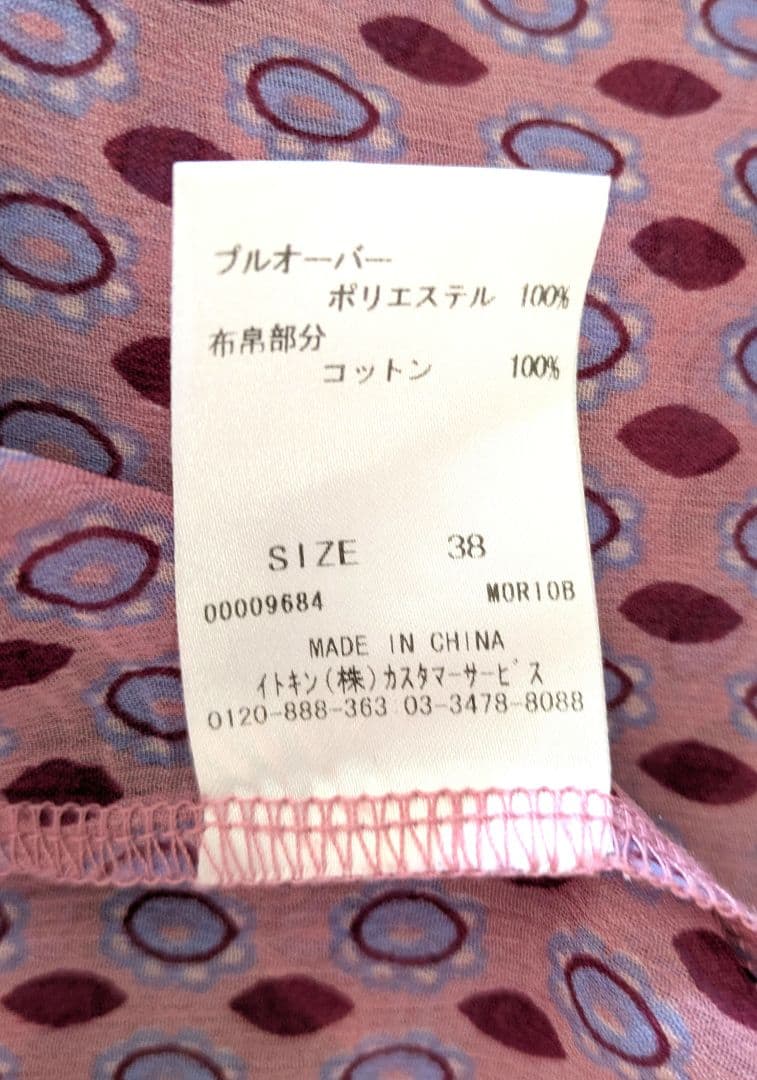 プルオーバー
ポリエステル 100%
布帛部分
コットン 100%
SIZE 38
00009684 MORIOB
MADE IN CHINA
イトキン(株)カスタマーサービス
0120-888-363 03-3478-8088